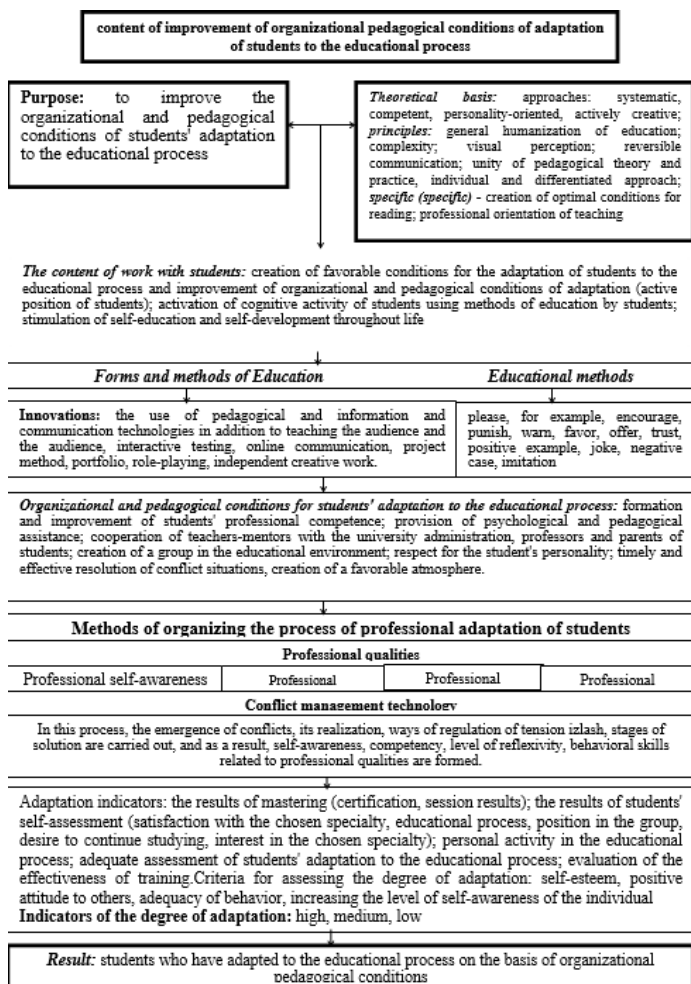 content of improvement of organizational pedagogical conditions of adaptation
of students to the educational process
Purpose: to improve the
organizational and pedagogical
conditions of students' adaptation
to the educational process
Theoretical basis: approaches: systematic,
competent, personality-oriented, actively creative;
principles: general humanization of education;
complexity; visual perception; reversible
communication; unity of pedagogical theory and
practice, individual and differentiated approach;
specific (specific) - creation of optimal conditions for
reading; professional orientation of teaching
The content of work with students: creation of favorable conditions for the adaptation of students to the
educational process and improvement of organizational and pedagogical conditions of adaptation (active
position of students); activation of cognitive activity of students using methods of education by students;
stimulation of self-education and self-development throughout life
Forms and methods of Education
Educational methods
Innovations: the use of pedagogical and information and
communication technologies in addition to teaching the audience and
the audience, interactive testing, online communication, project
method, portfolio, role-playing, independent creative work.
please, for example, encourage,
punish, warn, favor, offer, trust,
positive example, joke, negative
case, imitation
Organizational and pedagogical conditions for students' adaptation to the educational process: formation
and improvement of students' professional competence; provision of psychological and pedagogical
assistance; cooperation of teachers-mentors with the university administration, professors and parents of
students; creation of a group in the educational environment; respect for the student's personality; timely and
effective resolution of conflict situations, creation of a favorable atmosphere.
Methods of organizing the process of professional adaptation of students
Professional qualities
Professional self-awareness
Professional
Professional
Professional
Conflict management technology
In this process, the emergence of conflicts, its realization, ways of regulation of tension izlash, stages of
solution are carried out, and as a result, self-awareness, competency, level of reflexivity, behavioral skills
related to professional qualities are formed.
Adaptation indicators: the results of mastering (certification, session results); the results of students'
self-assessment (satisfaction with the chosen specialty, educational process, position in the group,
desire to continue studying, interest in the chosen specialty); personal activity in the educational
process; adequate assessment of students' adaptation to the educational process; evaluation of the
effectiveness of training.Criteria for assessing the degree of adaptation: self-esteem, positive
attitude to others, adequacy of behavior, increasing the level of self-awareness of the individual
Indicators of the degree of adaptation: high, medium, low
Result: students who have adapted to the educational process on the basis of organizational
pedagogical conditions